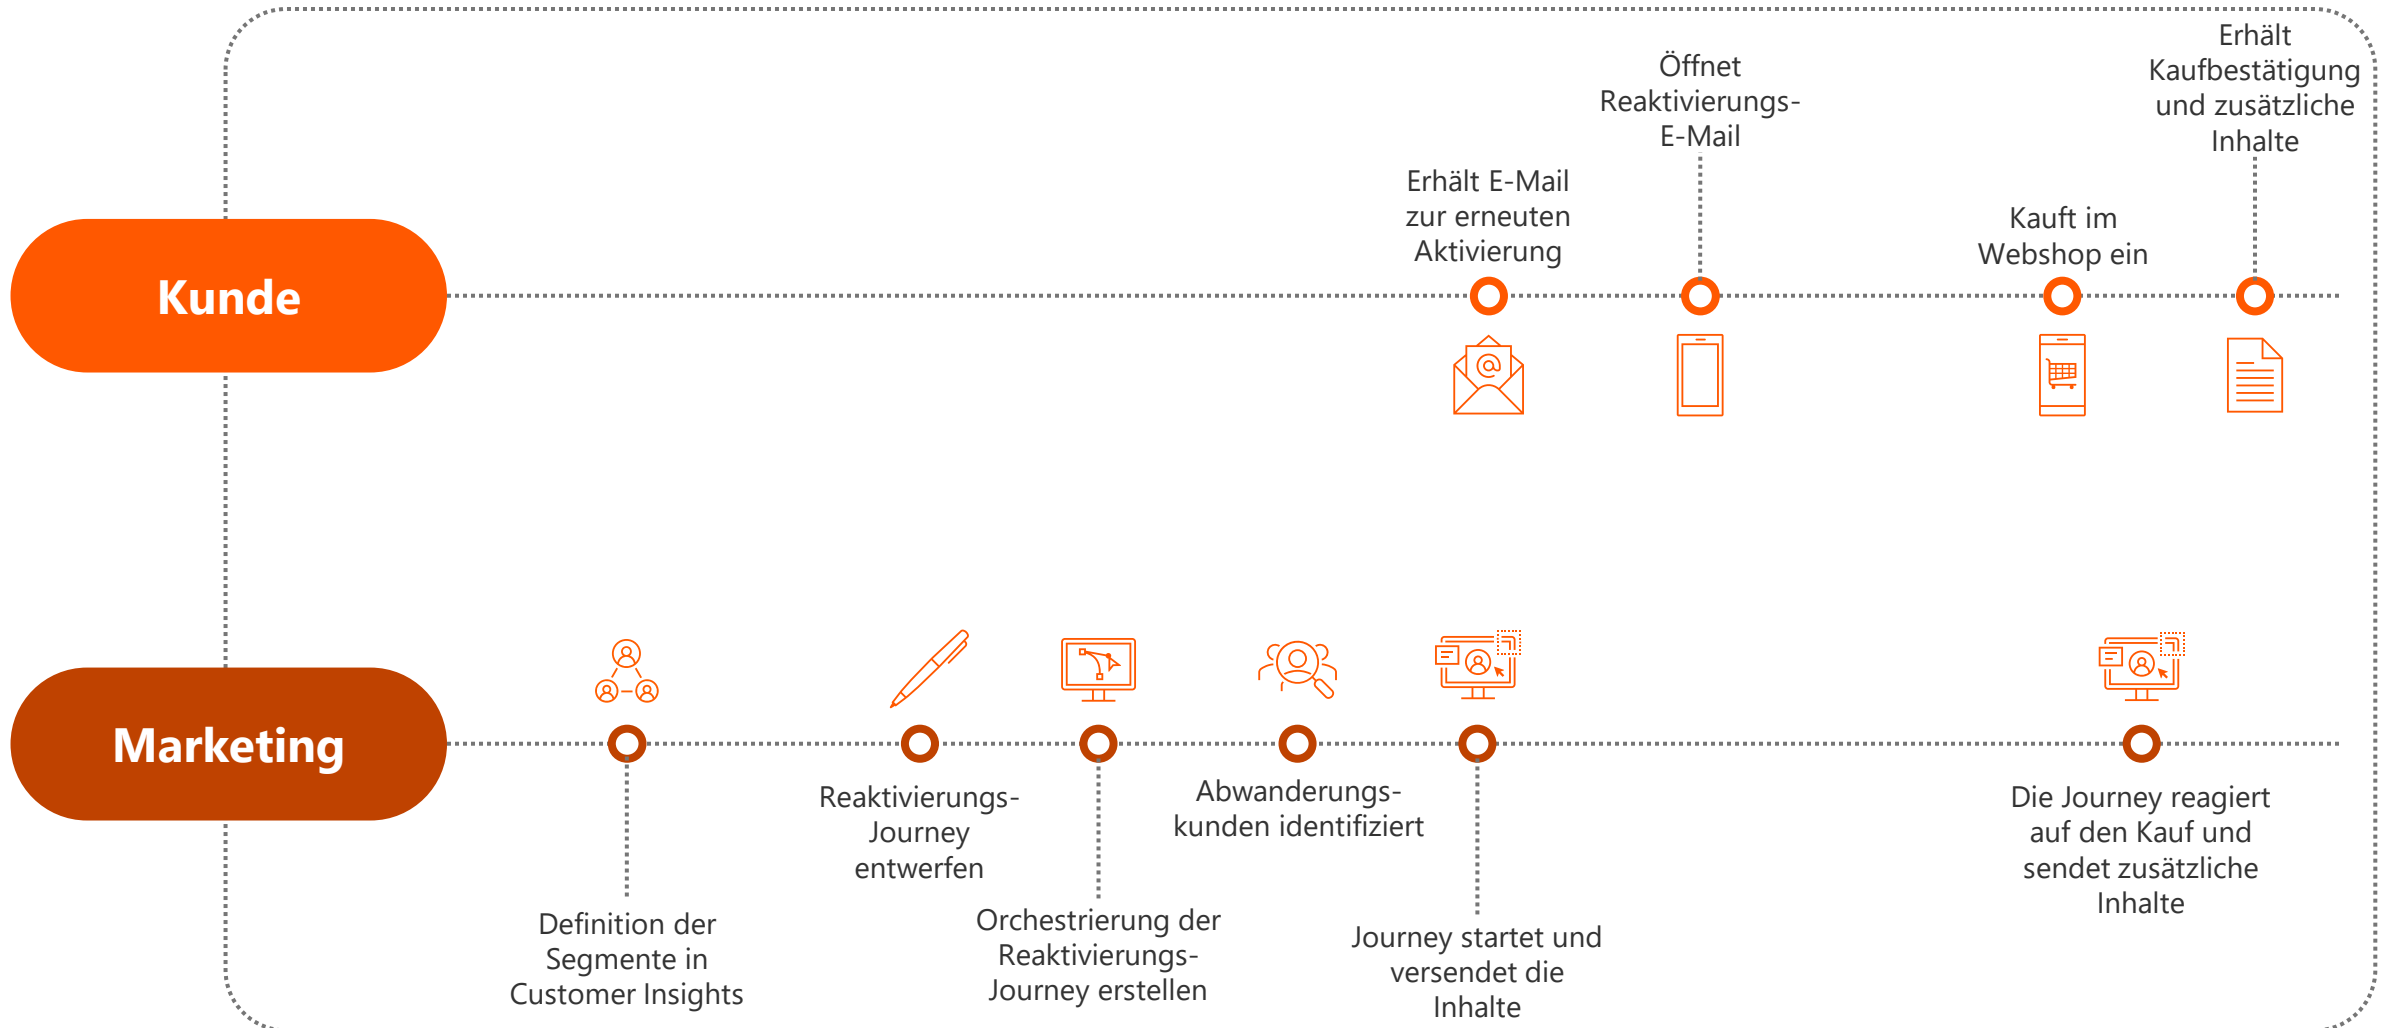 Kunde
Erhält E-Mail
zur erneuten
Aktivierung
Öffnet
Reaktivierungs-
E-Mail
Kauft im
Webshop ein
Erhält
Kaufbestätigung
und zusätzliche
Inhalte
Marketing
Definition der
Segmente in
Customer Insights
Reaktivierungs-
Journey
entwerfen
Orchestrierung der
Reaktivierungs-
Journey erstellen
Abwanderungs-
kunden identifiziert
Journey startet und
versendet die
Inhalte
Die Journey reagiert
auf den Kauf und
sendet zusätzliche
Inhalte